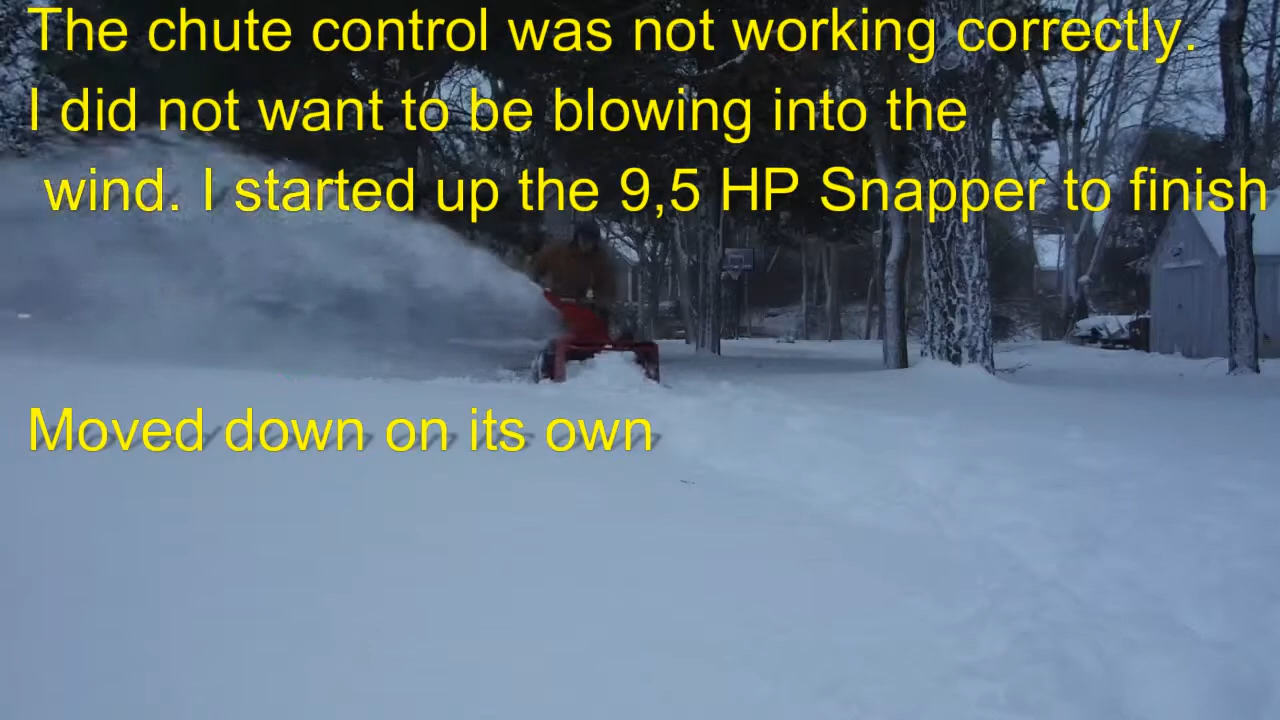 The chute control was not working correctly.
I did not want to be blowing into the
wind. I started up the 9,5 HP Snapper to finish
Moved down on its own